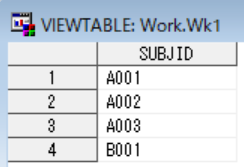 VIEWTABLE: Work.Wk1
SUBJID
1 A001
2 A002
3 A003
4 B001